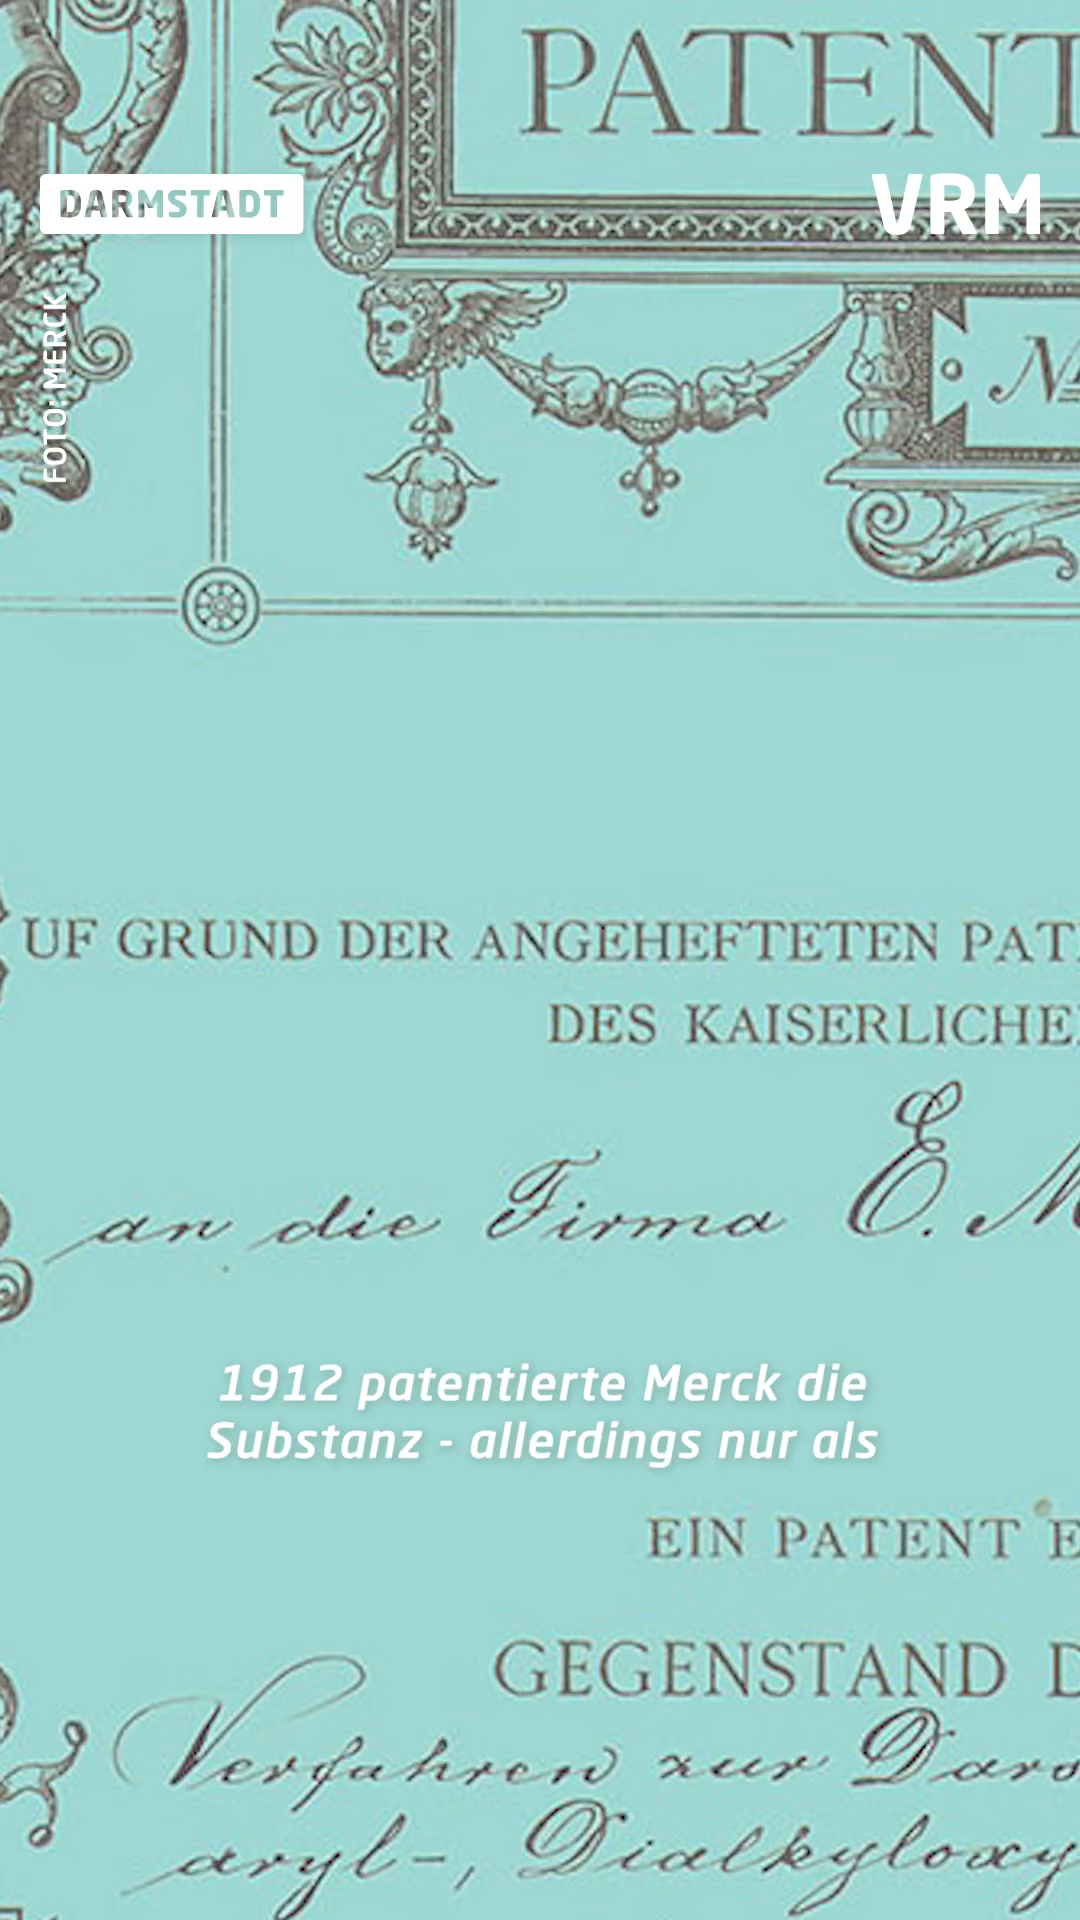 PATENT
DARMSTADT
VRM
FOTO: MERCK
UF GRUND DER ANGEHEFTETEN PAT
DES KAISERLICHE
an die Firma E. M
1912 patentierte Merck die
Substanz - allerdings nur als
EIN PATENT E
GEGENSTAND D
Verfahren zur Dars
aryl-, Dialkyloxy